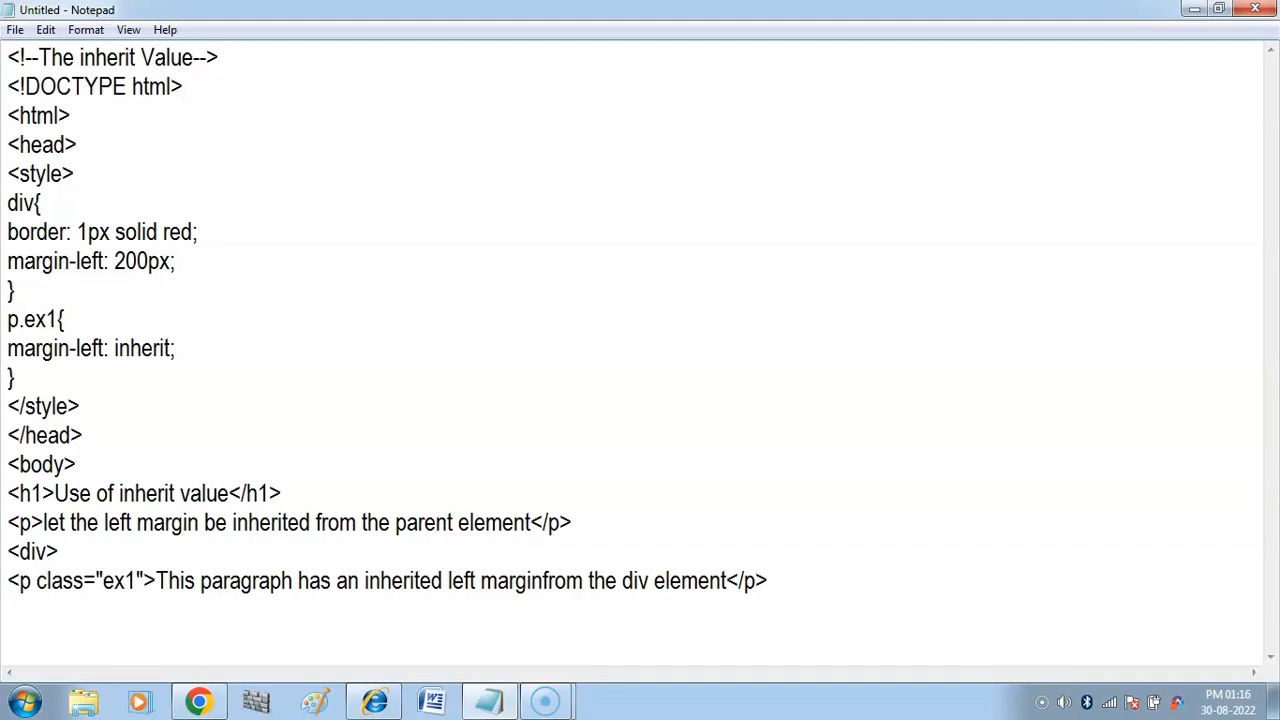 Untitled - Notepad
File Edit Format View Help
<!--The inherit Value-->
<!DOCTYPE html>
<html>
<head>
<style>
div{
border: 1px solid red;
margin-left: 200px;
}
p.ex1{
margin-left: inherit;
}
</style>
</head>
<body>
<h1>Use of inherit value</h1>
<p>let the left margin be inherited from the parent element</p>
<div>
<p class="ex1">This paragraph has an inherited left marginfrom the div element</p>
PM 01:16
30-08-2022